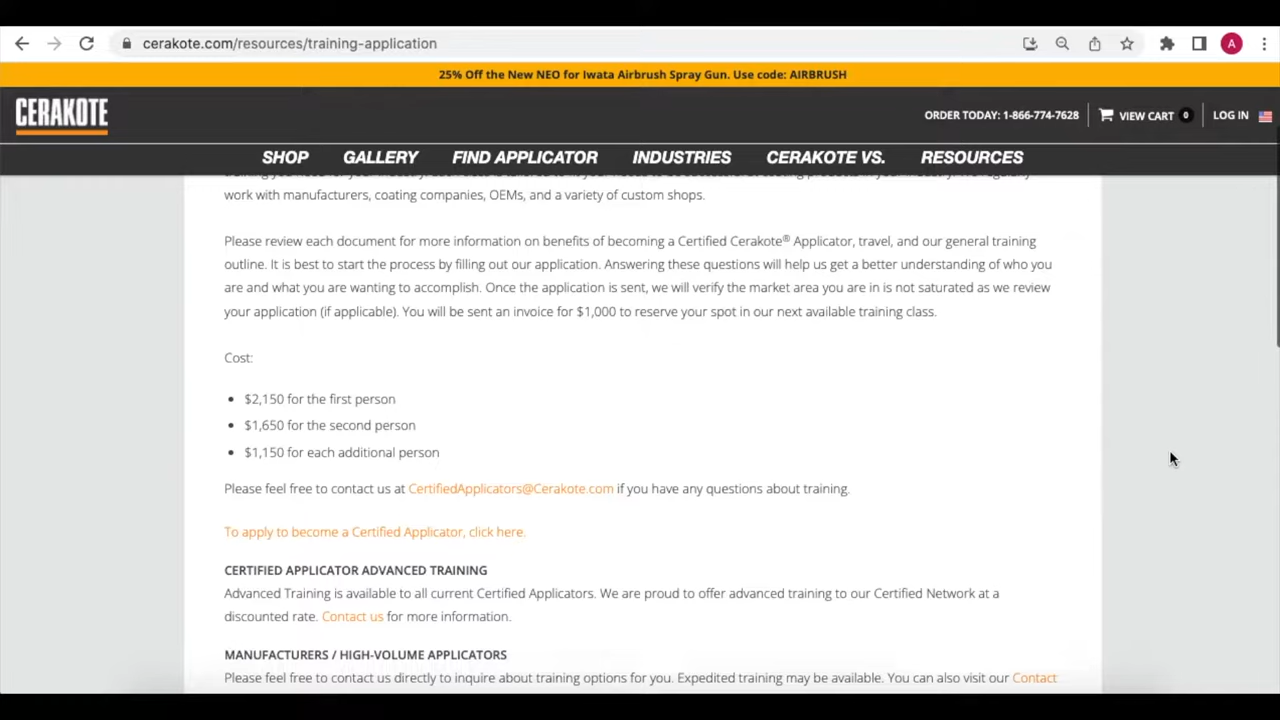 cerakote.com/resources/training-application
A
25% Off the New NEO for Iwata Airbrush Spray Gun. Use code: AIRBRUSH
CERAKOTE
ORDER TODAY: 1-866-774-7628
VIEW CART 0
LOG IN
SHOP GALLERY FIND APPLICATOR INDUSTRIES CERAKOTE VS. RESOURCES
work with manufacturers, coating companies, OEMs, and a variety of custom shops.
Please review each document for more information on benefits of becoming a Certified Cerakote® Applicator, travel, and our general training
outline. It is best to start the process by filling out our application. Answering these questions will help us get a better understanding of who you
are and what you are wanting to accomplish. Once the application is sent, we will verify the market area you are in is not saturated as we review
your application (if applicable). You will be sent an invoice for $1,000 to reserve your spot in our next available training class.
Cost:
• $2,150 for the first person
• $1,650 for the second person
• $1,150 for each additional person
Please feel free to contact us at CertifiedApplicators@Cerakote.com if you have any questions about training.
To apply to become a Certified Applicator, click here.
CERTIFIED APPLICATOR ADVANCED TRAINING
Advanced Training is available to all current Certified Applicators. We are proud to offer advanced training to our Certified Network at a
discounted rate. Contact us for more information.
MANUFACTURERS / HIGH-VOLUME APPLICATORS
Please feel free to contact us directly to inquire about training options for you. Expedited training may be available. You can also visit our Contact